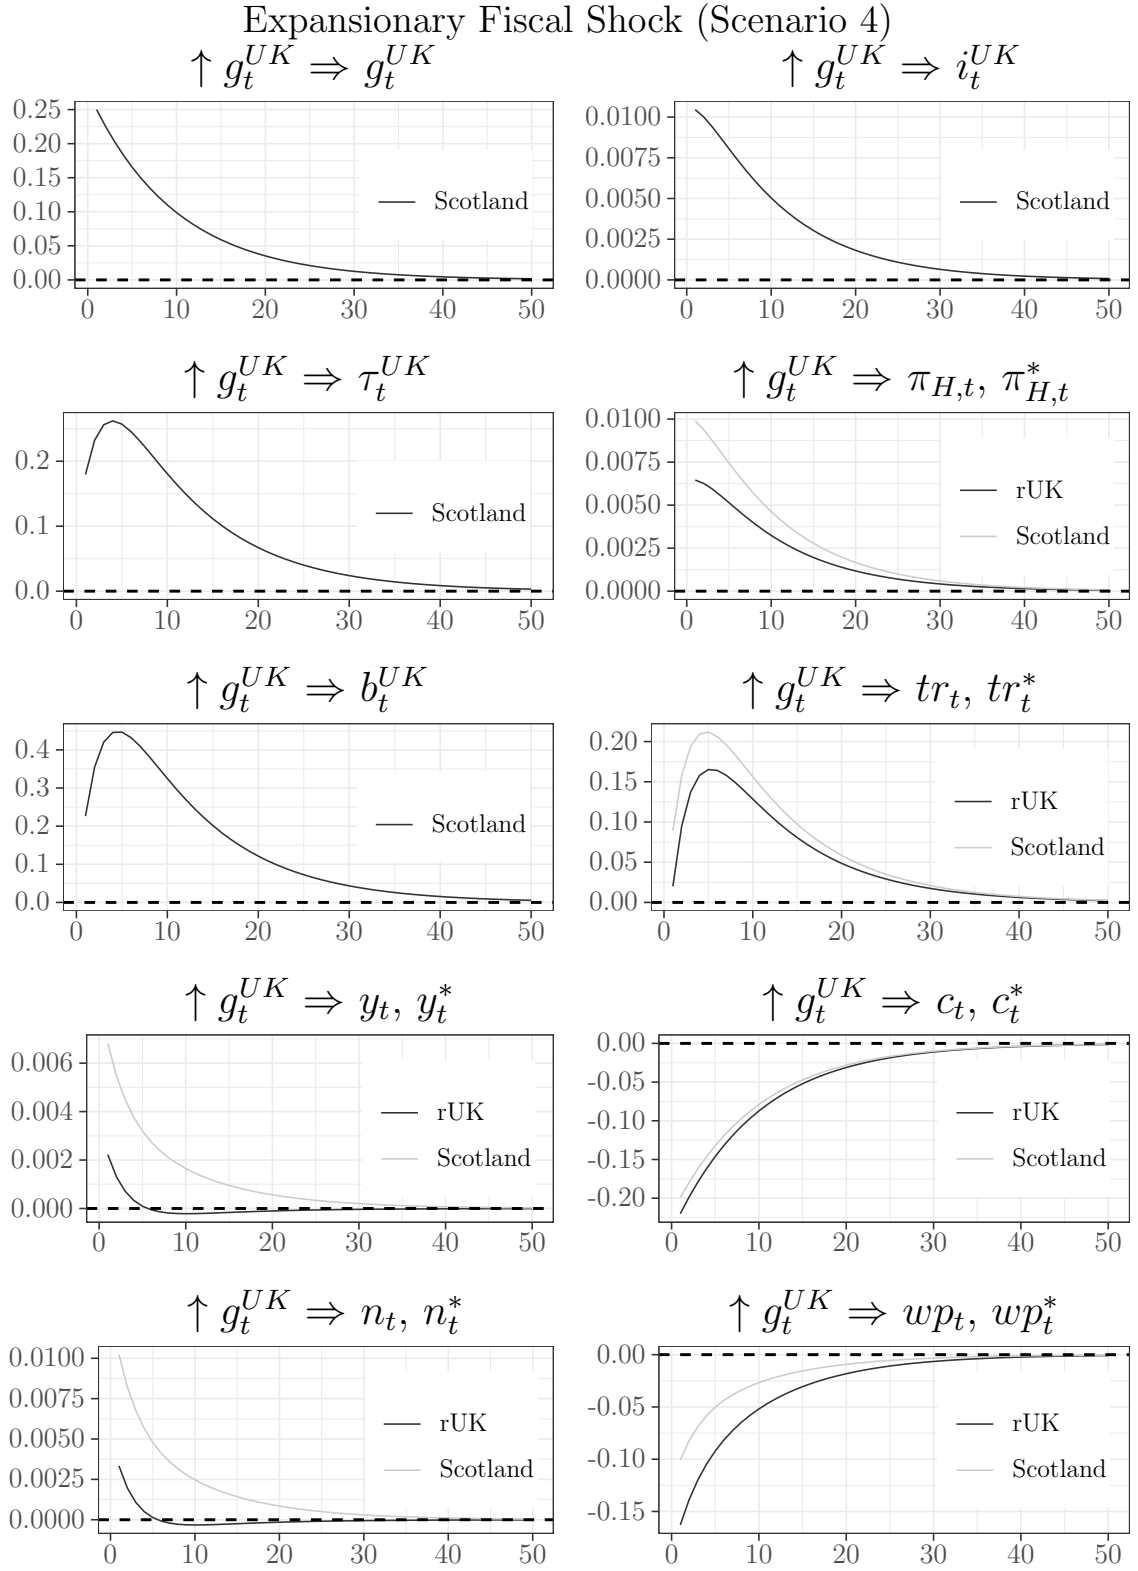 Expansionary Fiscal Shock (Scenario 4)
↑ g_t^{UK} ⇒ g_t^{UK}
0.25
0.20
0.15
0.10
0.05
0.00
Scotland
0 10 20 30 40 50
↑ g_t^{UK} ⇒ i_t^{UK}
0.0100
0.0075
0.0050
0.0025
0.0000
Scotland
0 10 20 30 40 50
↑ g_t^{UK} ⇒ τ_t^{UK}
0.2
0.1
0.0
Scotland
0 10 20 30 40 50
↑ g_t^{UK} ⇒ π_{H,t}, π_{H,t}^*
0.0100
0.0075
0.0050
0.0025
0.0000
rUK
Scotland
0 10 20 30 40 50
↑ g_t^{UK} ⇒ b_t^{UK}
0.4
0.3
0.2
0.1
0.0
Scotland
0 10 20 30 40 50
↑ g_t^{UK} ⇒ tr_t, tr_t^*
0.20
0.15
0.10
0.05
0.00
rUK
Scotland
0 10 20 30 40 50
↑ g_t^{UK} ⇒ y_t, y_t^*
0.006
0.004
0.002
0.000
rUK
Scotland
0 10 20 30 40 50
↑ g_t^{UK} ⇒ c_t, c_t^*
0.00
-0.05
-0.10
-0.15
-0.20
rUK
Scotland
0 10 20 30 40 50
↑ g_t^{UK} ⇒ n_t, n_t^*
0.0100
0.0075
0.0050
0.0025
0.0000
rUK
Scotland
0 10 20 30 40 50
↑ g_t^{UK} ⇒ wp_t, wp_t^*
0.00
-0.05
-0.10
-0.15
rUK
Scotland
0 10 20 30 40 50